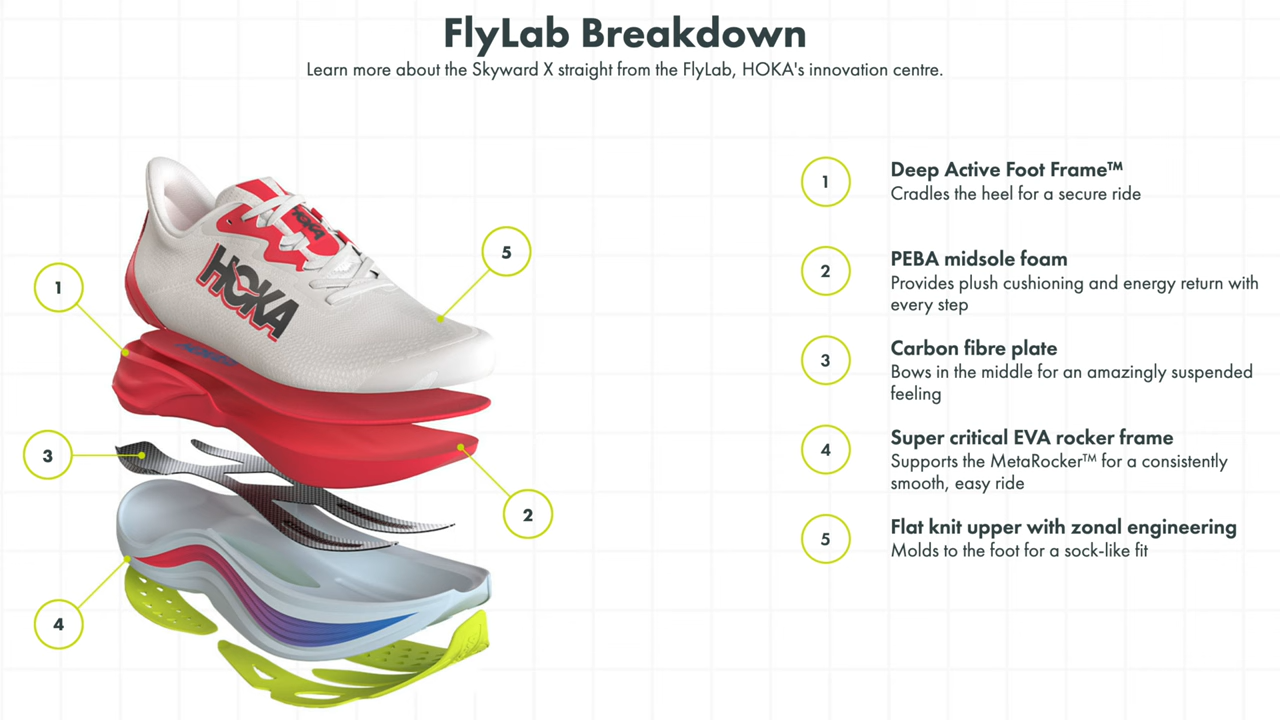 FlyLab Breakdown
Learn more about the Skyward X straight from the FlyLab, HOKA's innovation centre.
1
Deep Active Foot Frame™
Cradles the heel for a secure ride
2
PEBA midsole foam
Provides plush cushioning and energy return with
every step
3
Carbon fibre plate
Bows in the middle for an amazingly suspended
feeling
4
Super critical EVA rocker frame
Supports the MetaRocker™ for a consistently
smooth, easy ride
5
Flat knit upper with zonal engineering
Molds to the foot for a sock-like fit
HOKA
HOKA
5
1
HOKA
3
2
4